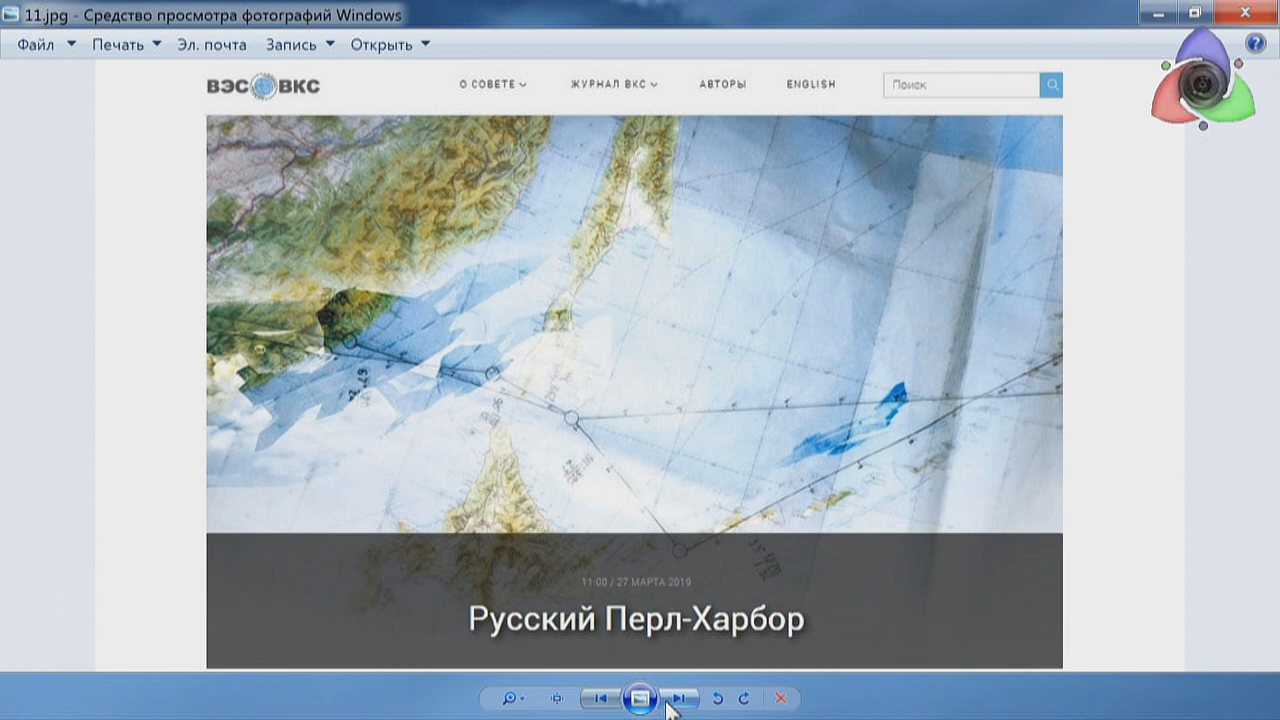 11.jpg - Средство просмотра фотографий Windows
Файл Печать Эл. почта Запись Открыть
ВЭС ВКС О СОВЕТЕ ЖУРНАЛ ВКС АВТОРЫ ENGLISH Поиск
11:00 / 27 МАРТА 2019
Русский Перл-Харбор